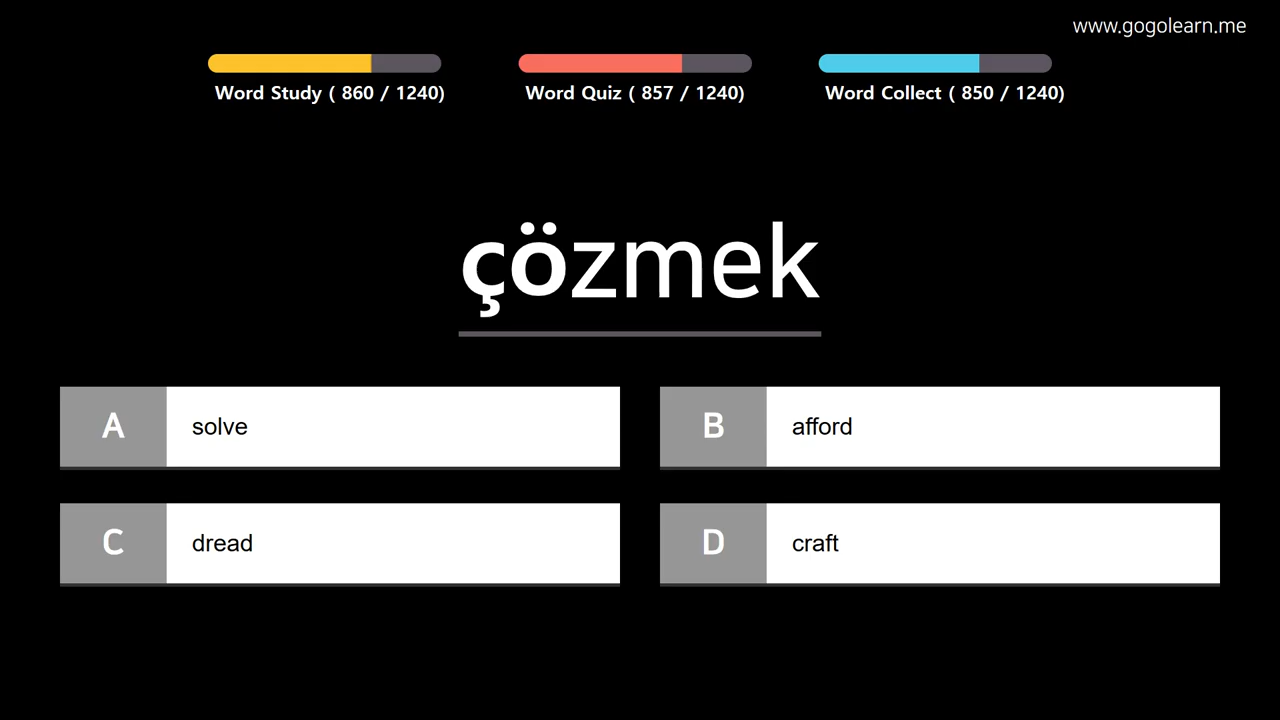 www.gogolearn.me
Word Study ( 860 / 1240)
Word Quiz ( 857 / 1240)
Word Collect ( 850 / 1240)
çözmek
A solve
B afford
C dread
D craft